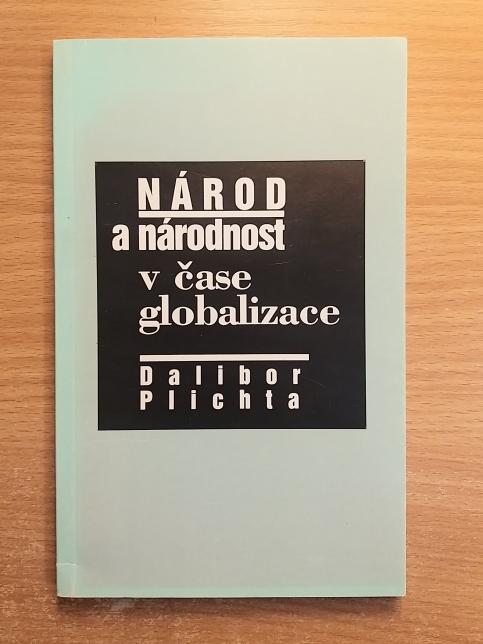 NÁROD
a národnost
v čase
globalizace
Dalibor
Plichta